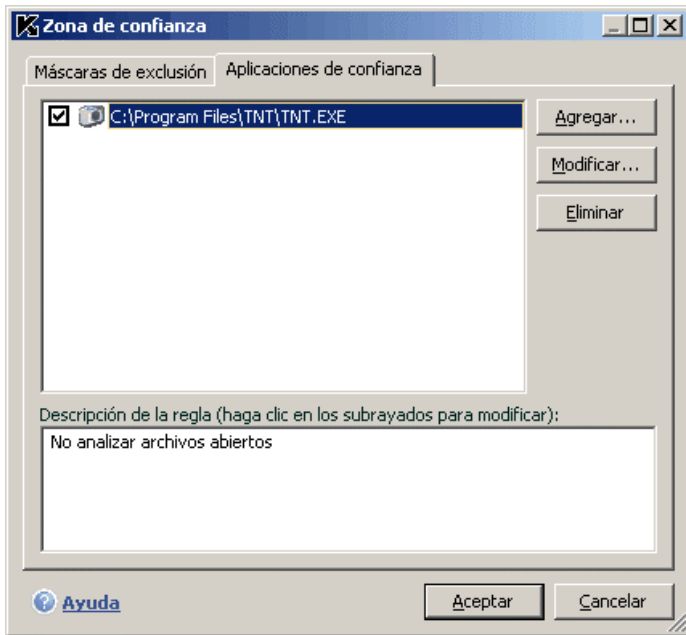 Zona de confianza
Máscaras de exclusión
Aplicaciones de confianza
C:\Program Files\TNT\TNT.EXE
Agregar...
Modificar...
Eliminar
Descripción de la regla (haga clic en los subrayados para modificar):
No analizar archivos abiertos
Ayuda
Aceptar
Cancelar